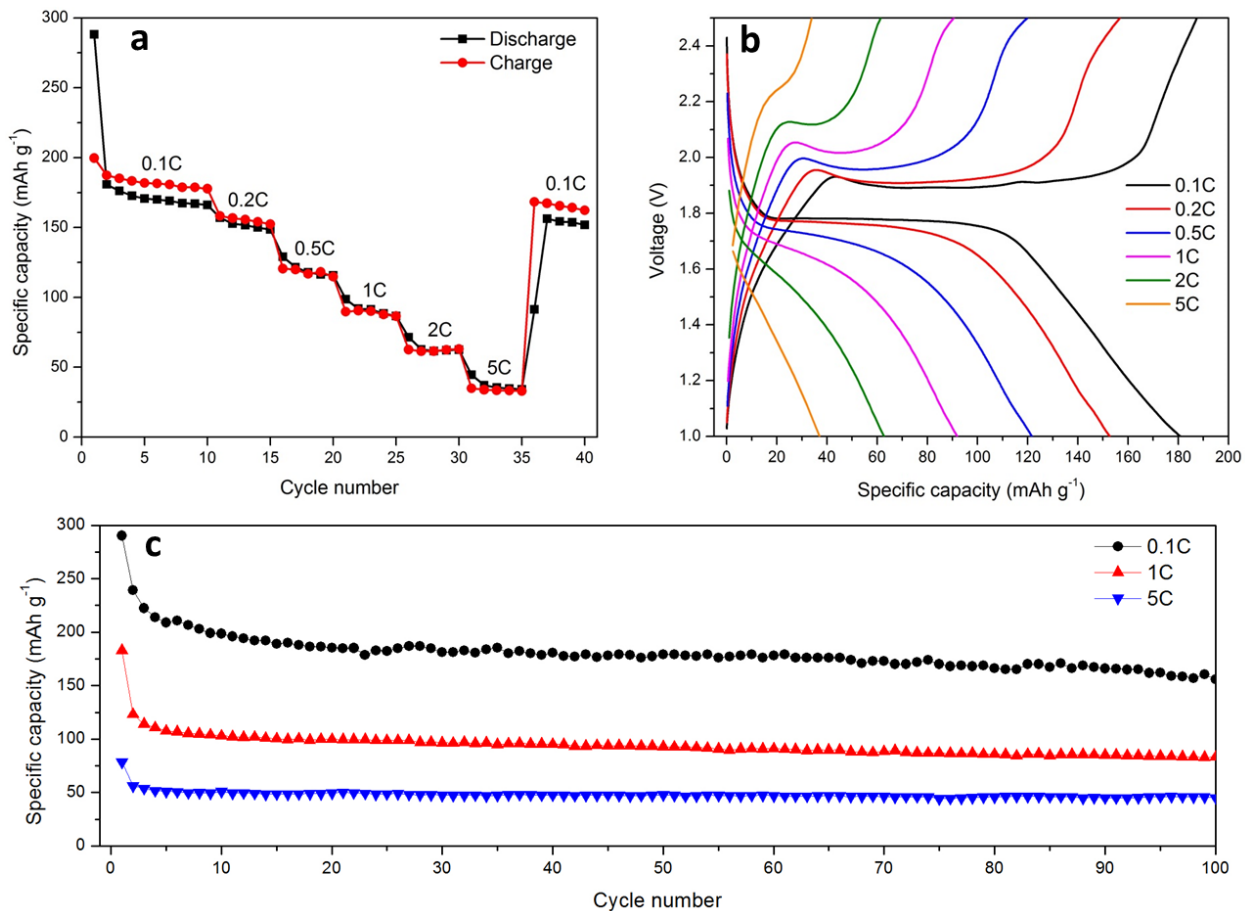 a
Discharge
Charge
0.1C
0.2C
0.5C
1C
2C
5C
0.1C
300
250
200
150
100
50
0
0 5 10 15 20 25 30 35 40
Specific capacity (mAh g⁻¹)
Cycle number
b
2.4
2.2
2.0
1.8
1.6
1.4
1.2
1.0
0 20 40 60 80 100 120 140 160 180 200
Voltage (V)
Specific capacity (mAh g⁻¹)
0.1C
0.2C
0.5C
1C
2C
5C
c
300
250
200
150
100
50
0
0 10 20 30 40 50 60 70 80 90 100
Specific capacity (mAh g⁻¹)
Cycle number
0.1C
1C
5C